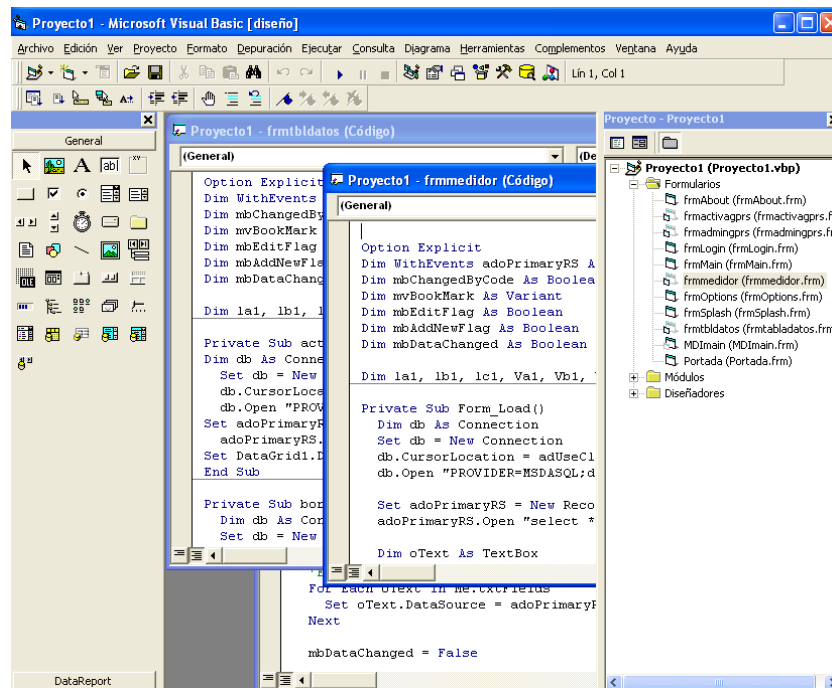 Proyecto1 - Microsoft Visual Basic [diseño]
Archivo Edición Ver Proyecto Formato Depuración Ejecutar Consulta Diagrama Herramientas Complementos Ventana Ayuda
Lín 1, Col 1
General
A ab|
DataReport
Proyecto1 - frmtbldatos (Código)
(General)
(De
Option Explicit
Dim WithEvents
Dim mbChangedBy
Dim mvBookMark
Dim mbEditFlag
Dim mbAddNewFla
Dim mbDataChang
Dim la1, lb1, l
Private Sub act
Dim db As Conne
Set db = New
db.CursorLoca
db.Open "PROV
Set adoPrimaryR
adoPrimaryRS.
Set DataGrid1.D
End Sub
Private Sub bor
Dim db As Con
Set db = New
Proyecto1 - frmmedidor (Código)
(General)
Option Explicit
Dim WithEvents adoPrimaryRS A
Dim mbChangedByCode As Boolea
Dim mvBookMark As Variant
Dim mbEditFlag As Boolean
Dim mbAddNewFlag As Boolean
Dim mbDataChanged As Boolean
Dim la1, lb1, lc1, Va1, Vb1,
Private Sub Form_Load()
Dim db As Connection
Set db = New Connection
db.CursorLocation = adUseCl
db.Open "PROVIDER=MSDASQL;d
Set adoPrimaryRS = New Reco
adoPrimaryRS.Open "select *
Dim oText As TextBox
For Each oText In Me.txtFields
Set oText.DataSource = adoPrimaryR
Next
mbDataChanged = False
Proyecto - Proyecto1
Proyecto1 (Proyecto1.vbp)
Formularios
frmAbout (frmAbout.frm)
frmactivagprs (frmactivagprs.f
frmadmingprs (frmadmingprs.fr
frmLogin (frmLogin.frm)
frmMain (frmMain.frm)
frmmedidor (frmmedidor.frm)
frmOptions (frmOptions.frm)
frmSplash (frmSplash.frm)
frmtbldatos (frmtabladatos.frm
MDImain (MDImain.frm)
Portada (Portada.frm)
Módulos
Diseñadores